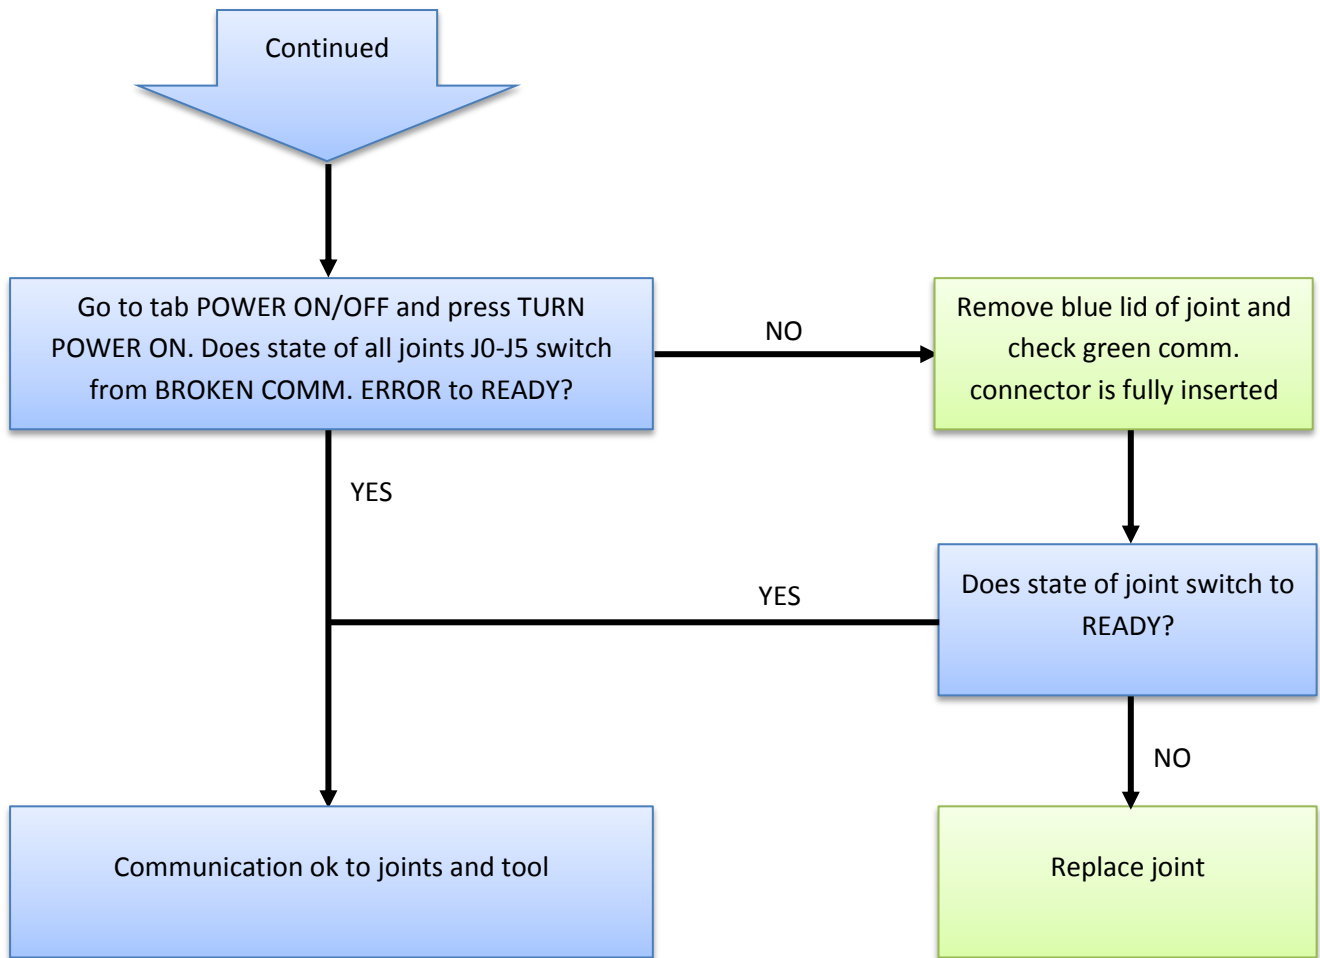 Continued
Go to tab POWER ON/OFF and press TURN
POWER ON. Does state of all joints J0-J5 switch
from BROKEN COMM. ERROR to READY?
NO
Remove blue lid of joint and
check green comm.
connector is fully inserted
YES
YES
Does state of joint switch to
READY?
NO
Communication ok to joints and tool
Replace joint